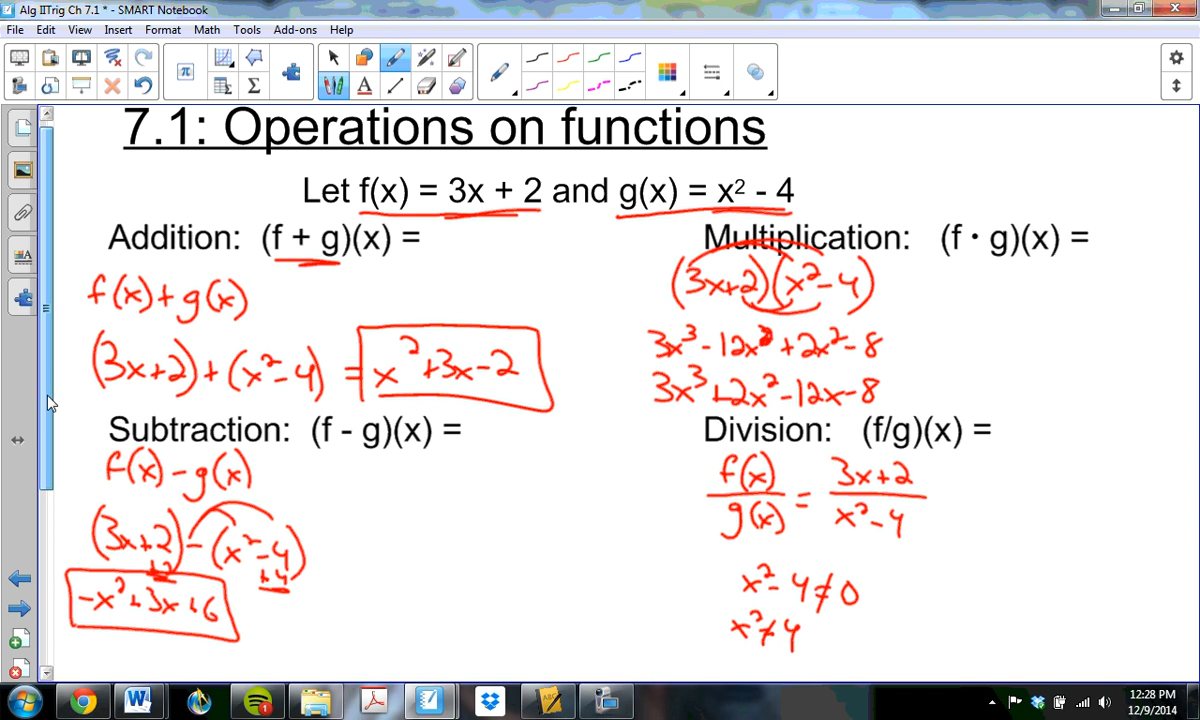 Alg IITrig Ch 7.1 * - SMART Notebook
File Edit View Insert Format Math Tools Add-ons Help
7.1: Operations on functions
Let f(x) = 3x + 2 and g(x) = x² - 4
Addition: (f + g)(x) =
f(x) + g(x)
(3x+2) + (x²-4) = x²+3x-2
Subtraction: (f - g)(x) =
f(x) - g(x)
(3x+2) - (x²-4)
+2 +4
-x²+3x+6
Multiplication: (f · g)(x) =
(3x+2)(x²-4)
3x³-12x+2x²-8
3x³+2x²-12x-8
Division: (f/g)(x) =
f(x)/g(x) = 3x+2/x²-4
x²-4≠0
x²≠4
12:28 PM
12/9/2014